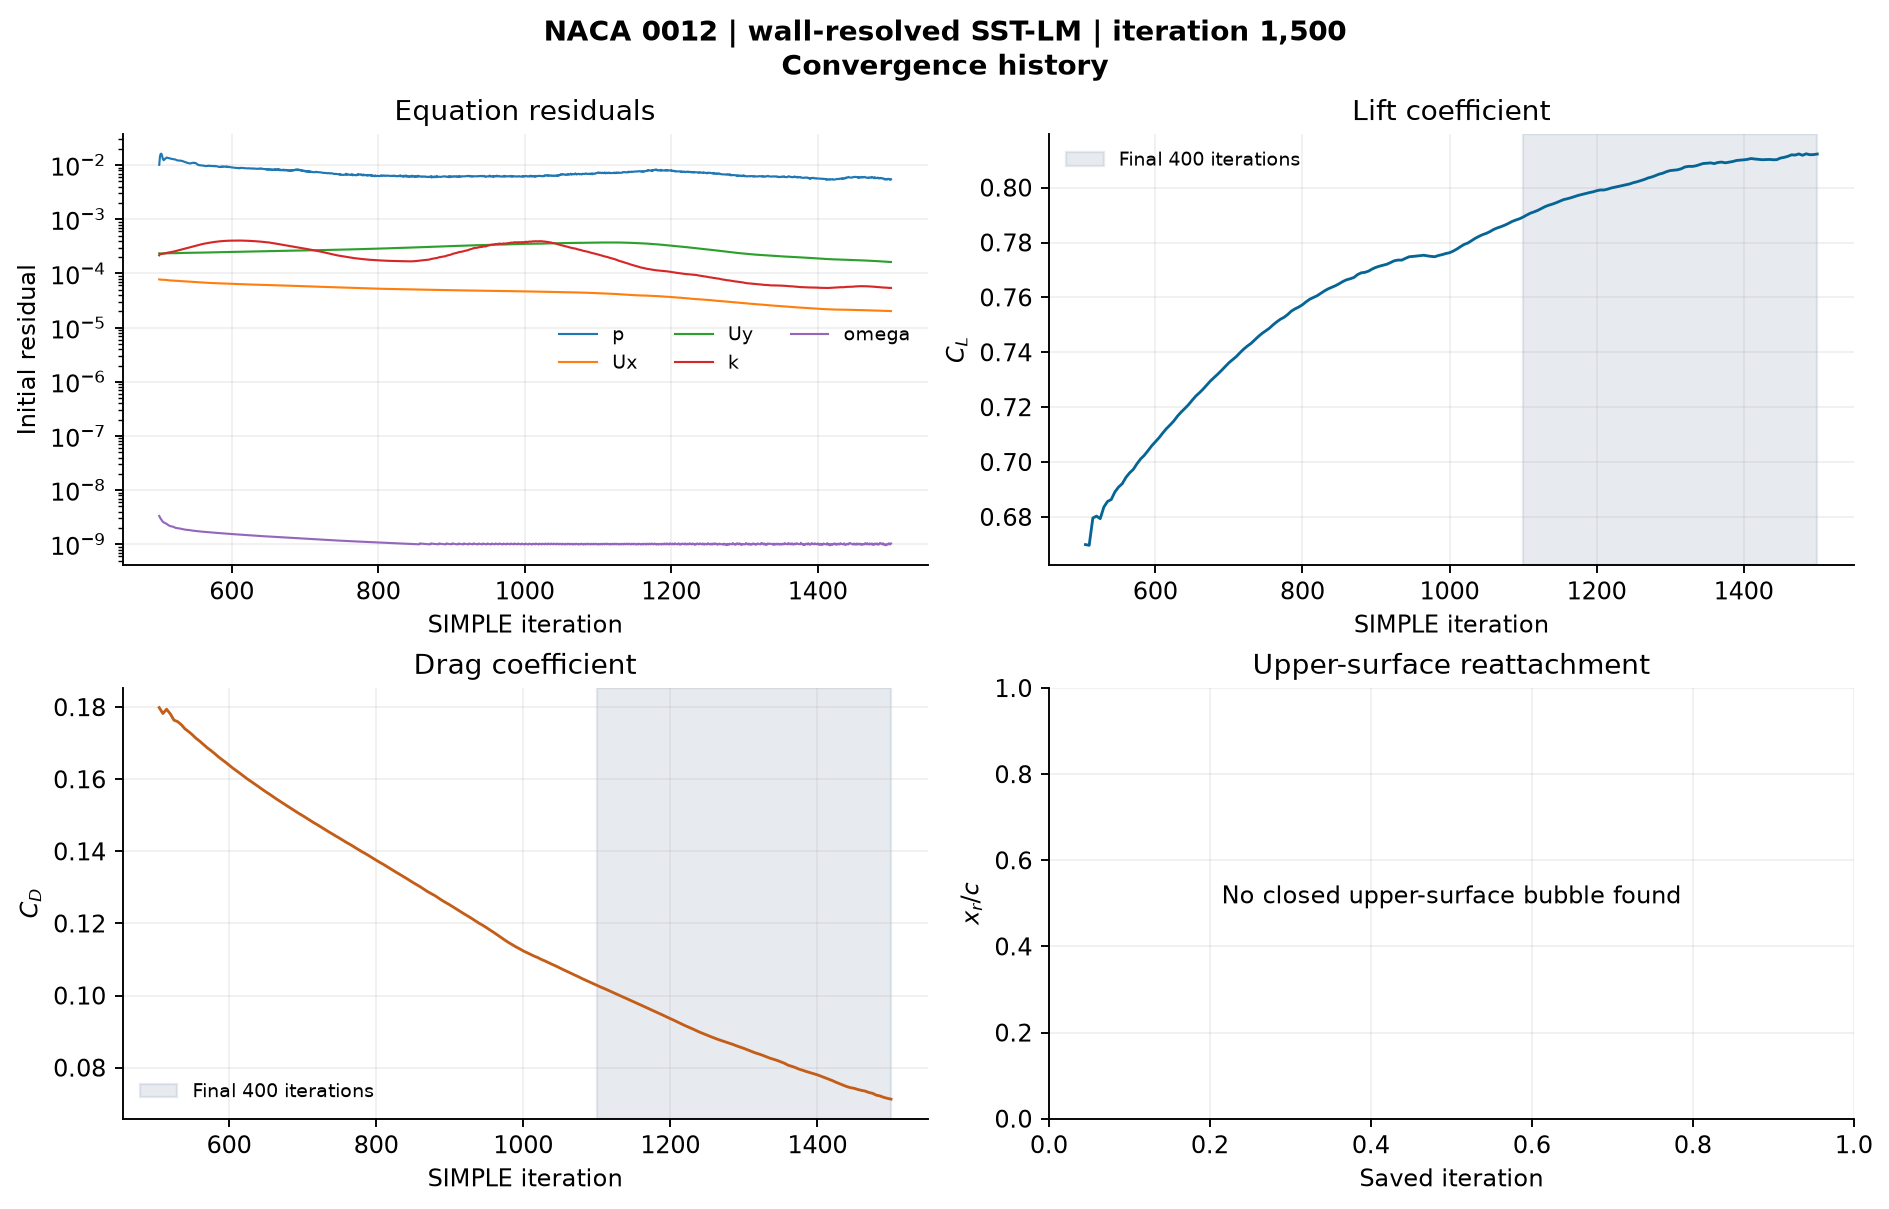 NACA 0012 | wall-resolved SST-LM | iteration 1,500
Convergence history
Equation residuals
Initial residual
10⁻²
10⁻³
10⁻⁴
10⁻⁵
10⁻⁶
10⁻⁷
10⁻⁸
10⁻⁹
p
Uy
omega
Ux
k
600 800 1000 1200 1400
SIMPLE iteration
Lift coefficient
Final 400 iterations
C_L
0.80
0.78
0.76
0.74
0.72
0.70
0.68
600 800 1000 1200 1400
SIMPLE iteration
Drag coefficient
C_D
0.18
0.16
0.14
0.12
0.10
0.08
Final 400 iterations
600 800 1000 1200 1400
SIMPLE iteration
Upper-surface reattachment
x_r/c
1.0
0.8
0.6
0.4
0.2
0.0
No closed upper-surface bubble found
0.0 0.2 0.4 0.6 0.8 1.0
Saved iteration